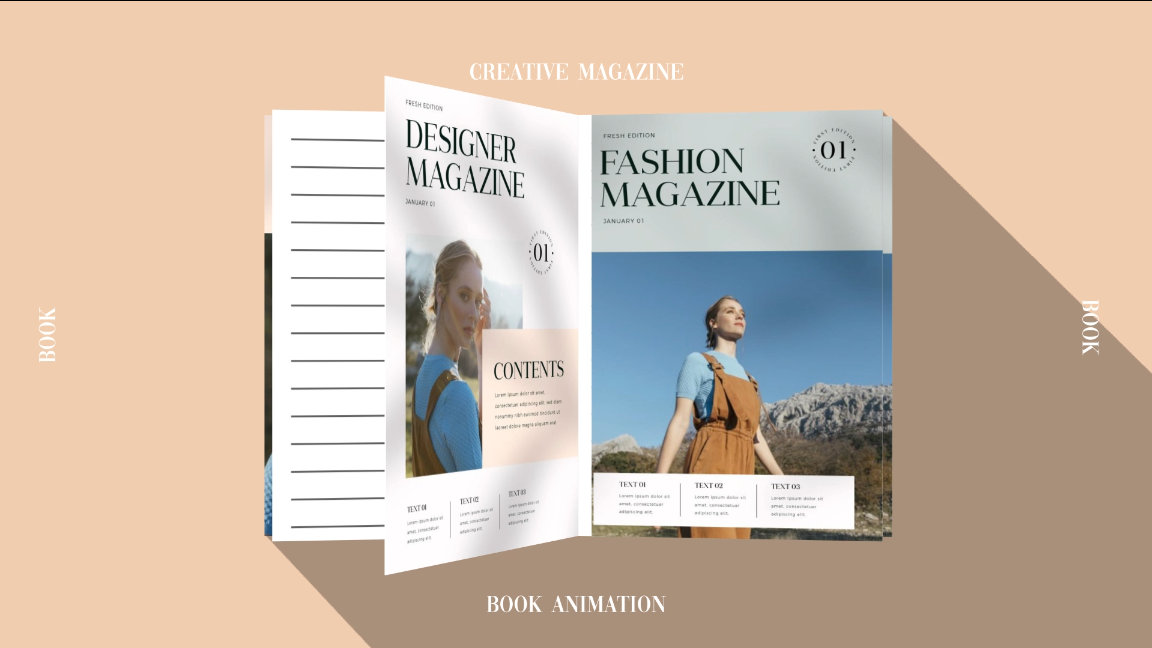 CREATIVE MAGAZINE
FRESH EDITION
DESIGNER
MAGAZINE
JANUARY 01
FIRST EDITION
01
FIRST EDITION
CONTENTS
Lorem ipsum dolor sit amet,
consectetuer adipiscing elit, sed diam
nonummy nibh euismod tincidunt ut
laoreet dolore magna aliquam erat
TEXT 01
Lorem ipsum dolor sit
amet, consectetuer
adipiscing elit.
TEXT 02
Lorem ipsum dolor sit
amet, consectetuer
adipiscing elit.
TEXT 03
Lorem ipsum dolor sit
amet, consectetuer
adipiscing elit.
FRESH EDITION
FASHION
MAGAZINE
JANUARY 01
FIRST EDITION
01
FIRST EDITION
TEXT 01
Lorem ipsum dolor sit
amet, consectetuer
adipiscing elit.
TEXT 02
Lorem ipsum dolor sit
amet, consectetuer
adipiscing elit.
TEXT 03
Lorem ipsum dolor sit
amet, consectetuer
adipiscing elit.
BOOK
BOOK
BOOK ANIMATION